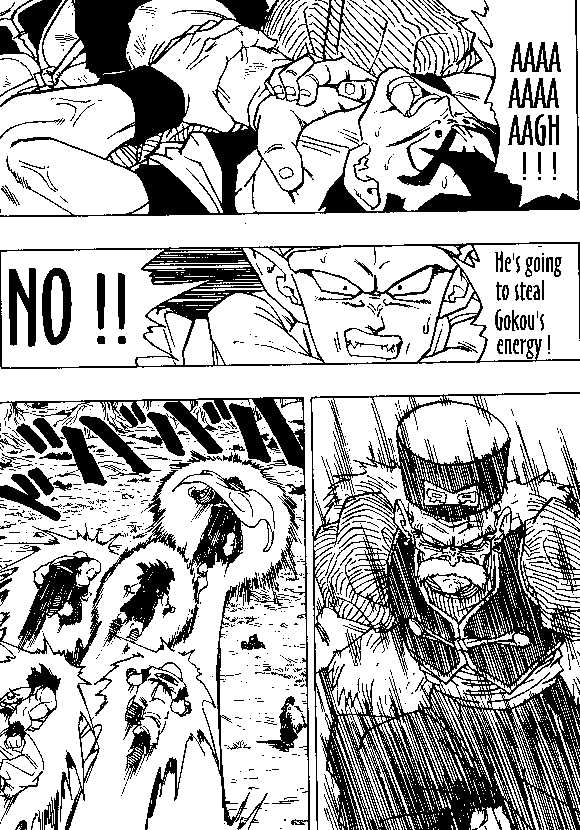 AAAA
AAAA
AAGH
!!!
NO !!
He's going
to steal
Gokou's
energy !